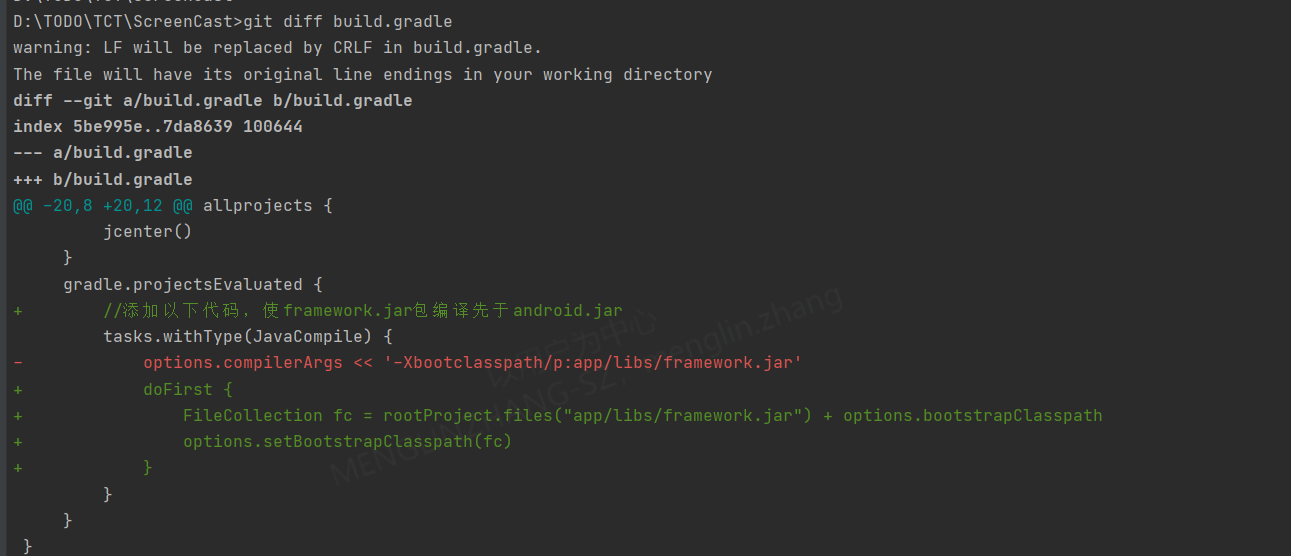 D:\TODO\TCT\ScreenCast>git diff build.gradle
warning: LF will be replaced by CRLF in build.gradle.
The file will have its original line endings in your working directory
diff --git a/build.gradle b/build.gradle
index 5be995e..7da8639 100644
--- a/build.gradle
+++ b/build.gradle
@@ -20,8 +20,12 @@ allprojects {
         jcenter()
     }
     gradle.projectsEvaluated {
+        //添加以下代码，使framework.jar包编译先于android.jar
         tasks.withType(JavaCompile) {
-            options.compilerArgs << '-Xbootclasspath/p:app/libs/framework.jar'
+            doFirst {
+                FileCollection fc = rootProject.files("app/libs/framework.jar") + options.bootstrapClasspath
+                options.setBootstrapClasspath(fc)
+            }
         }
     }
 }